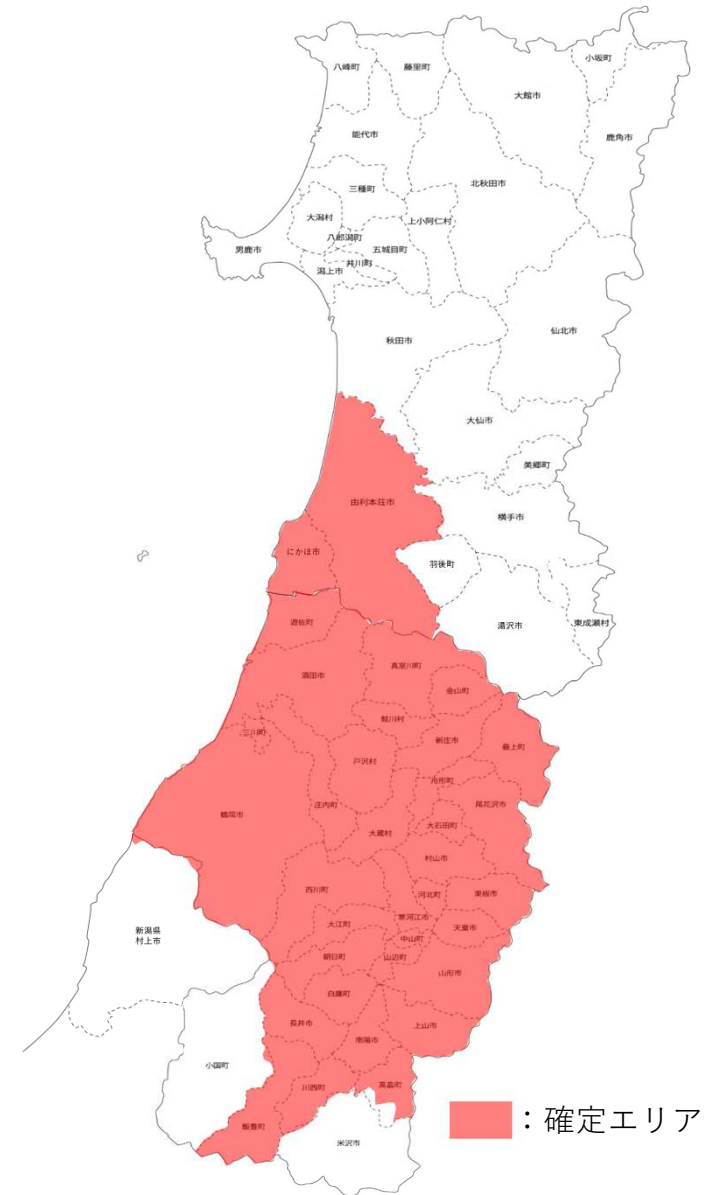 小坂町
八峰町
藤里町
大館市
能代市
鹿角市
北秋田市
三種町
大潟村
上小阿仁村
八郎潟町
男鹿市
五城目町
井川町
潟上市
仙北市
秋田市
大仙市
美郷町
由利本荘市
横手市
にかほ市
羽後町
湯沢市
東成瀬村
遊佐町
真室川町
酒田市
金山町
鮭川村
三川町
新庄市
最上町
戸沢村
舟形町
庄内町
尾花沢市
鶴岡市
大石田町
大蔵村
村山市
西川町
河北町
東根市
寒河江市
大江町
天童市
中山町
新潟県
村上市
朝日町
山辺町
山形市
白鷹町
長井市
上山市
南陽市
小国町
川西町
高畠町
飯豊町
：確定エリア
米沢市